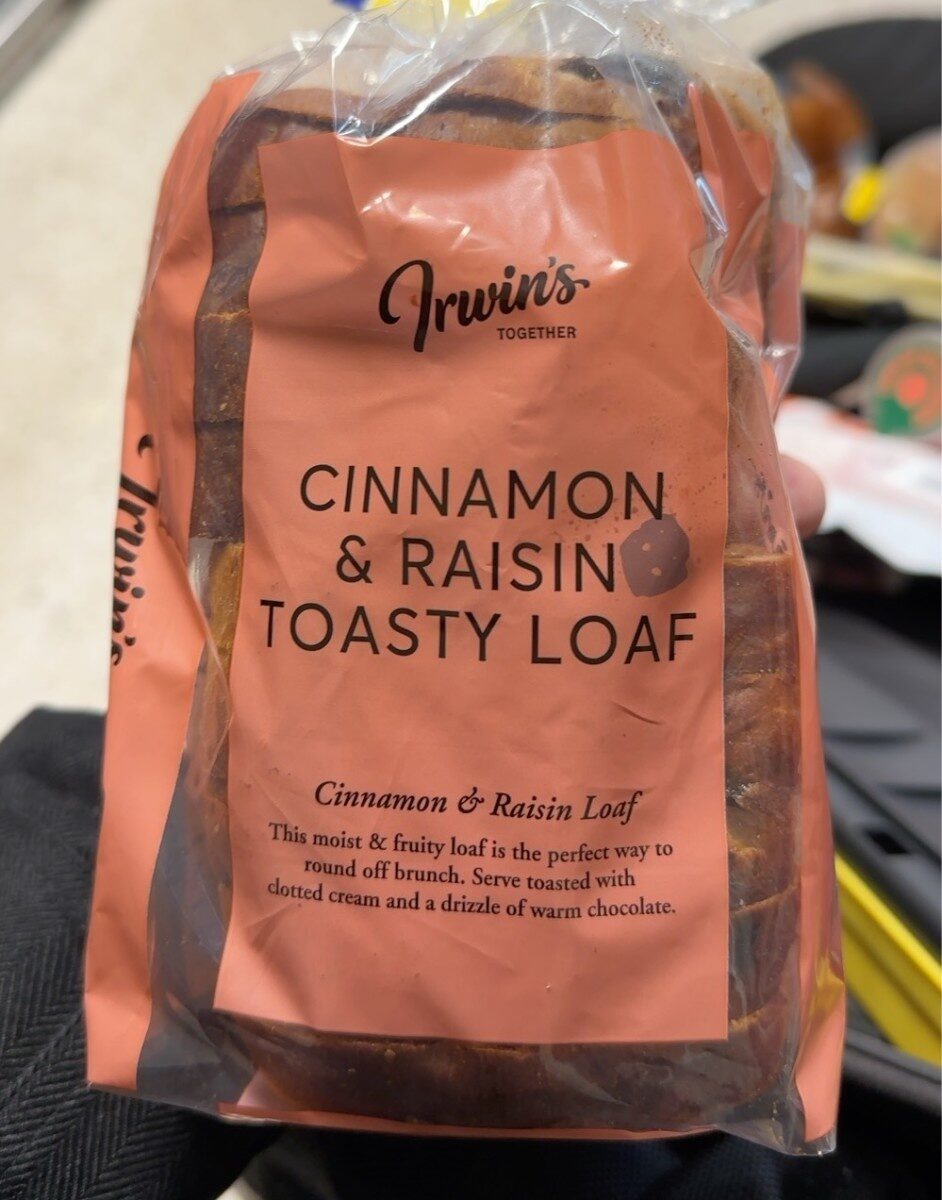 Irwin's
TOGETHER
CINNAMON
& RAISIN
TOASTY LOAF
Cinnamon & Raisin Loaf
This moist & fruity loaf is the perfect way to
round off brunch. Serve toasted with
clotted cream and a drizzle of warm chocolate.
Irwin's